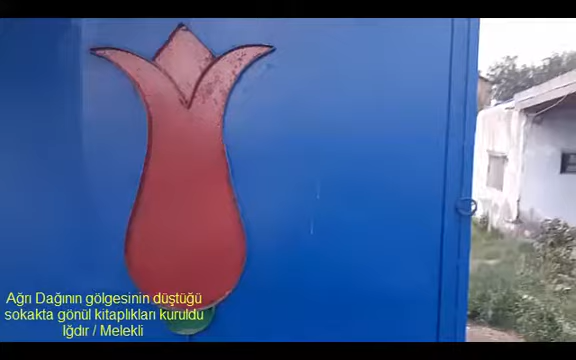 Ağrı Dağının gölgesinin düştüğü
sokakta gönül kitaplıkları kuruldu
Iğdır / Melekli